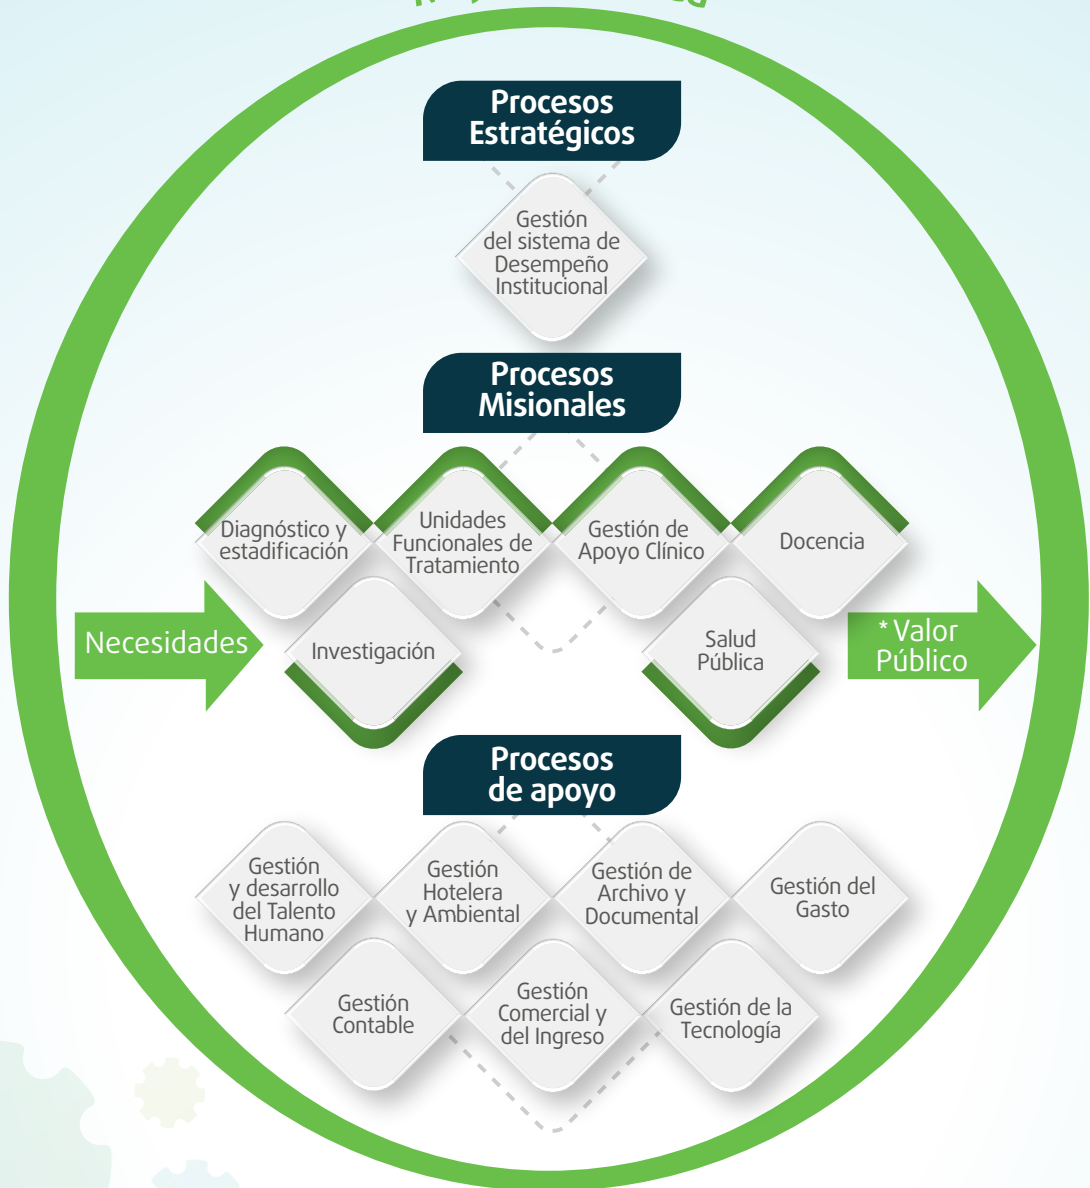 Procesos
Estratégicos
Gestión
del sistema de
Desempeño
Institucional
Procesos
Misionales
Diagnóstico y
estadificación
Unidades
Funcionales de
Tratamiento
Gestión de
Apoyo Clínico
Docencia
Necesidades
Investigación
Salud
Pública
* Valor
Público
Procesos
de apoyo
Gestión
y desarrollo
del Talento
Humano
Gestión
Hotelera
y Ambiental
Gestión de
Archivo y
Documental
Gestión del
Gasto
Gestión
Contable
Gestión
Comercial y
del Ingreso
Gestión de la
Tecnología